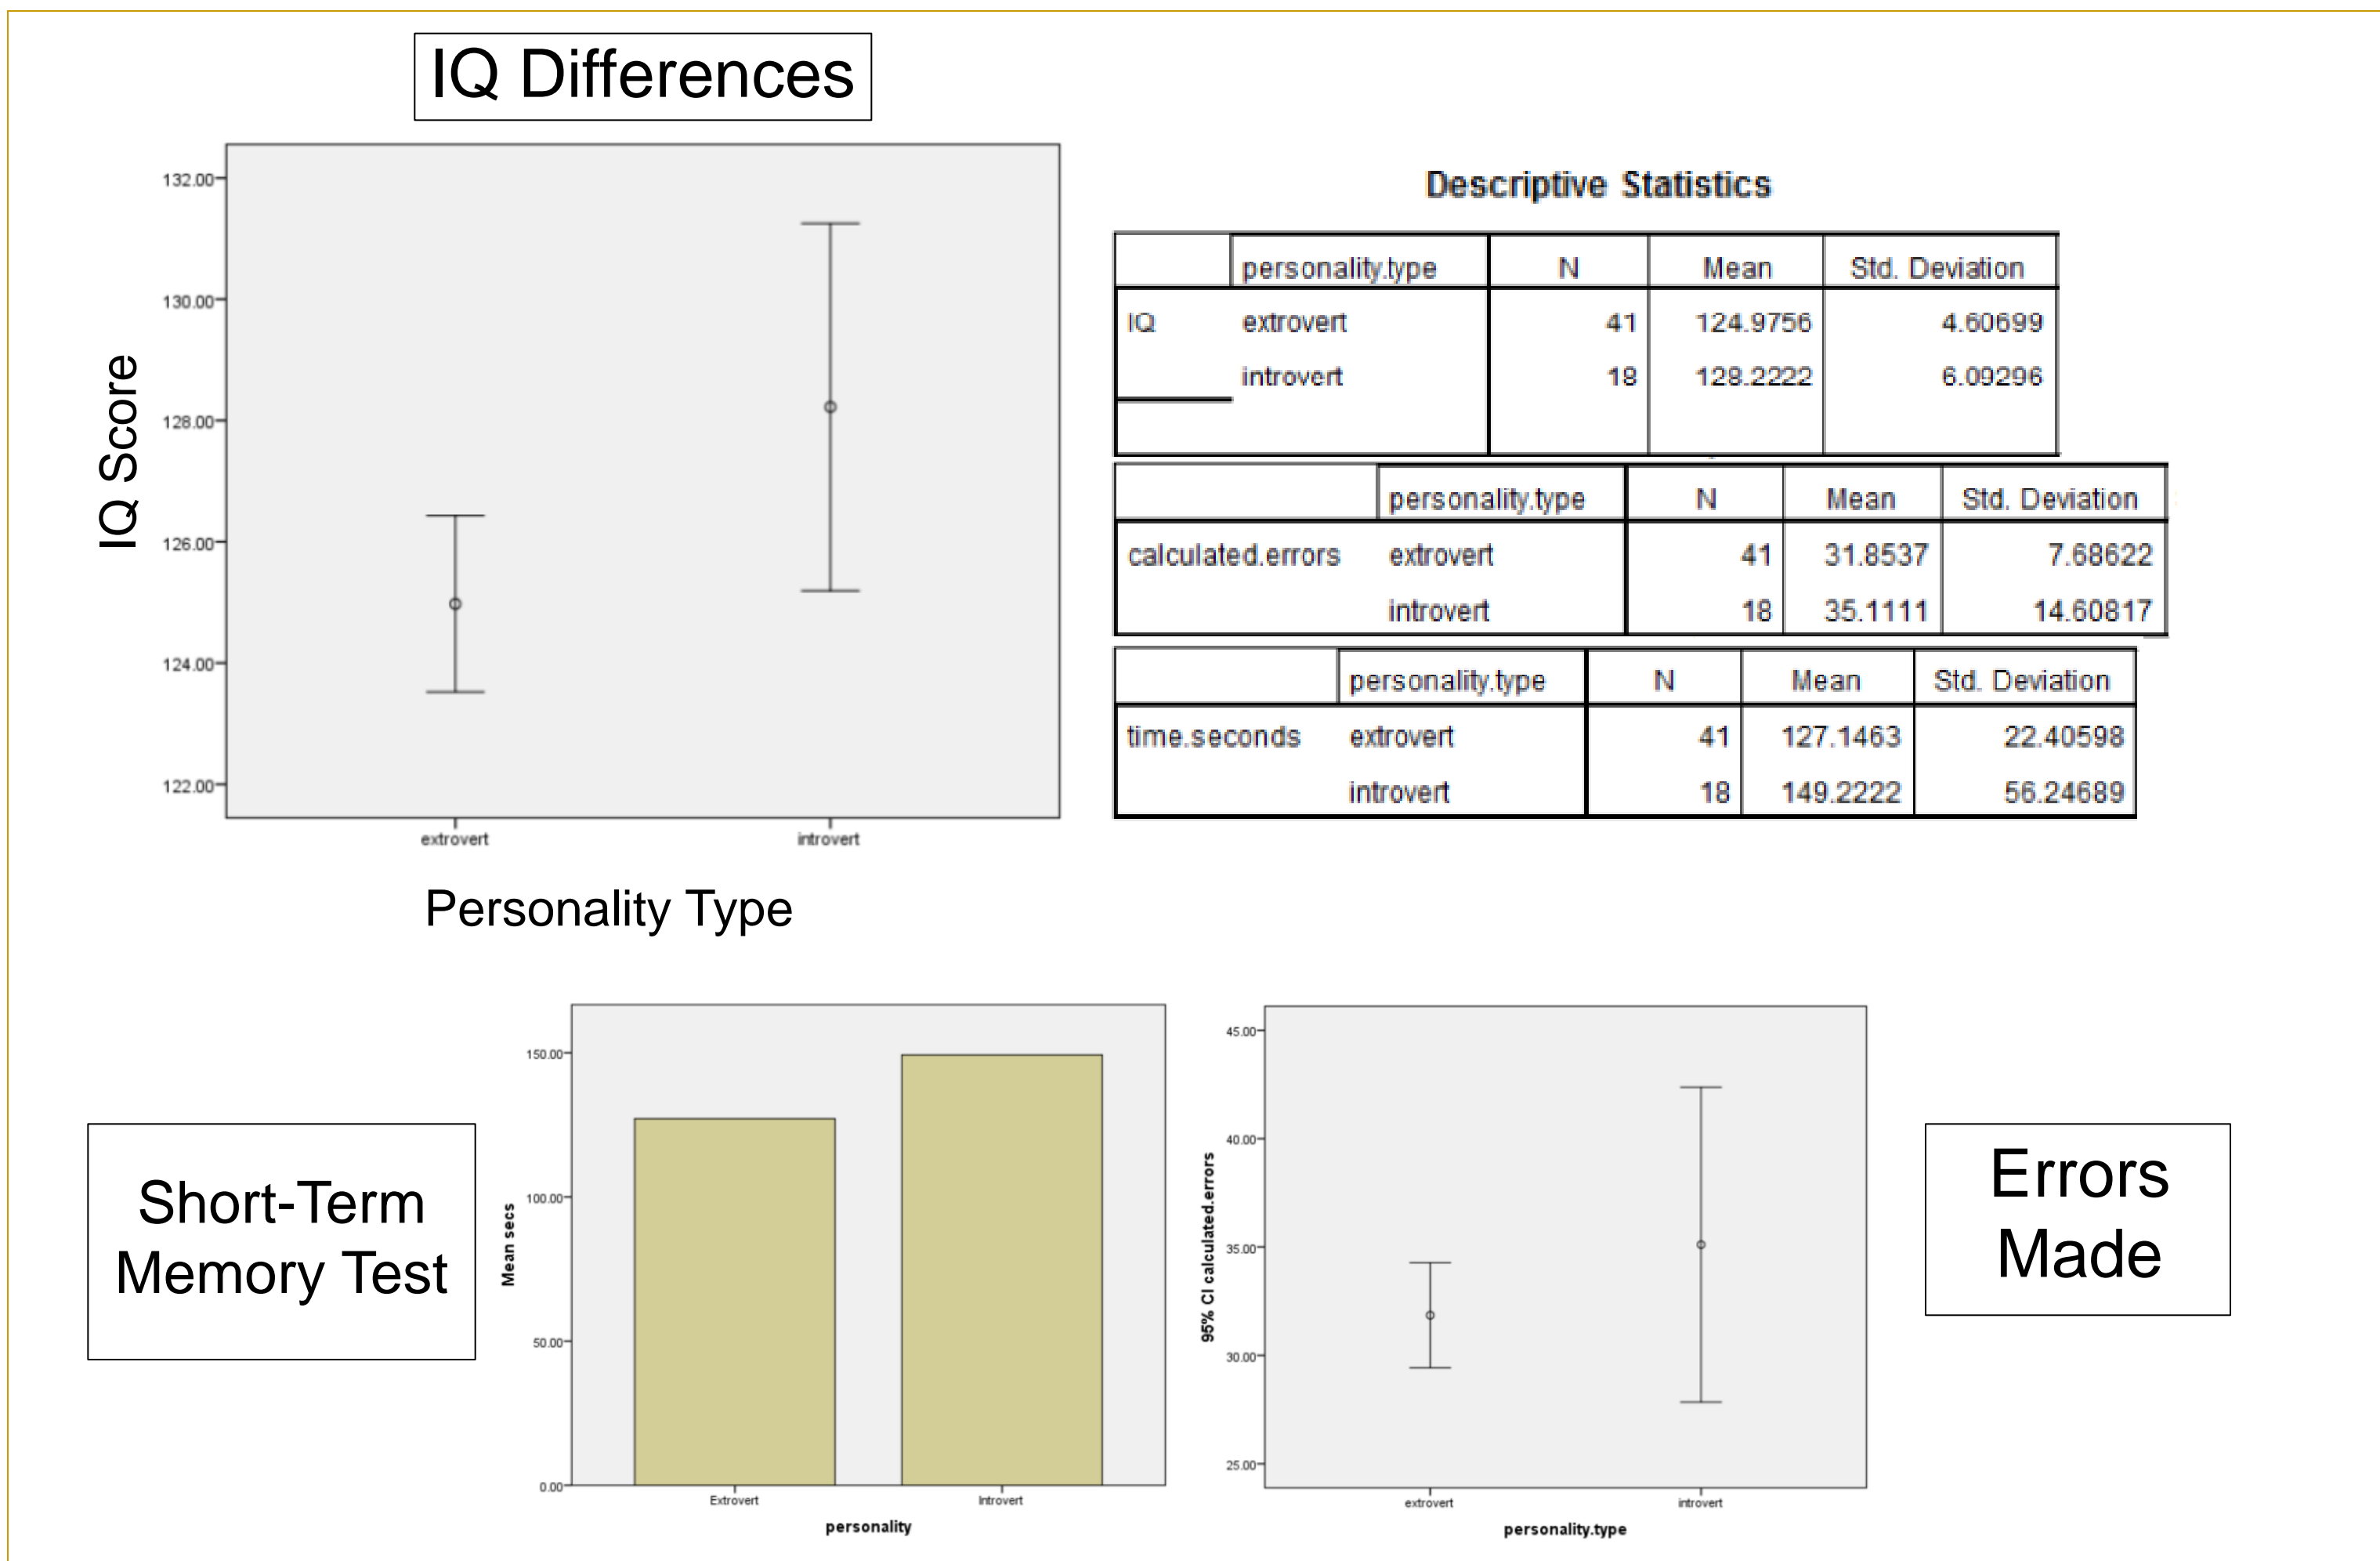 IQ Differences
132.00
130.00
128.00
126.00
124.00
122.00
IQ Score
extrovert introvert
Personality Type
Descriptive Statistics
personality.type N Mean Std. Deviation
IQ extrovert 41 124.9756 4.60699
introvert 18 128.2222 6.09296
personality.type N Mean Std. Deviation
calculated.errors extrovert 41 31.8537 7.68622
introvert 18 35.1111 14.60817
personality.type N Mean Std. Deviation
time.seconds extrovert 41 127.1463 22.40598
introvert 18 149.2222 56.24689
Short-Term
Memory Test
Mean secs
150.00
100.00
50.00
0.00
Extrovert Introvert
personality
95% CI calculated.errors
45.00
40.00
35.00
30.00
25.00
extrovert introvert
personality.type
Errors
Made